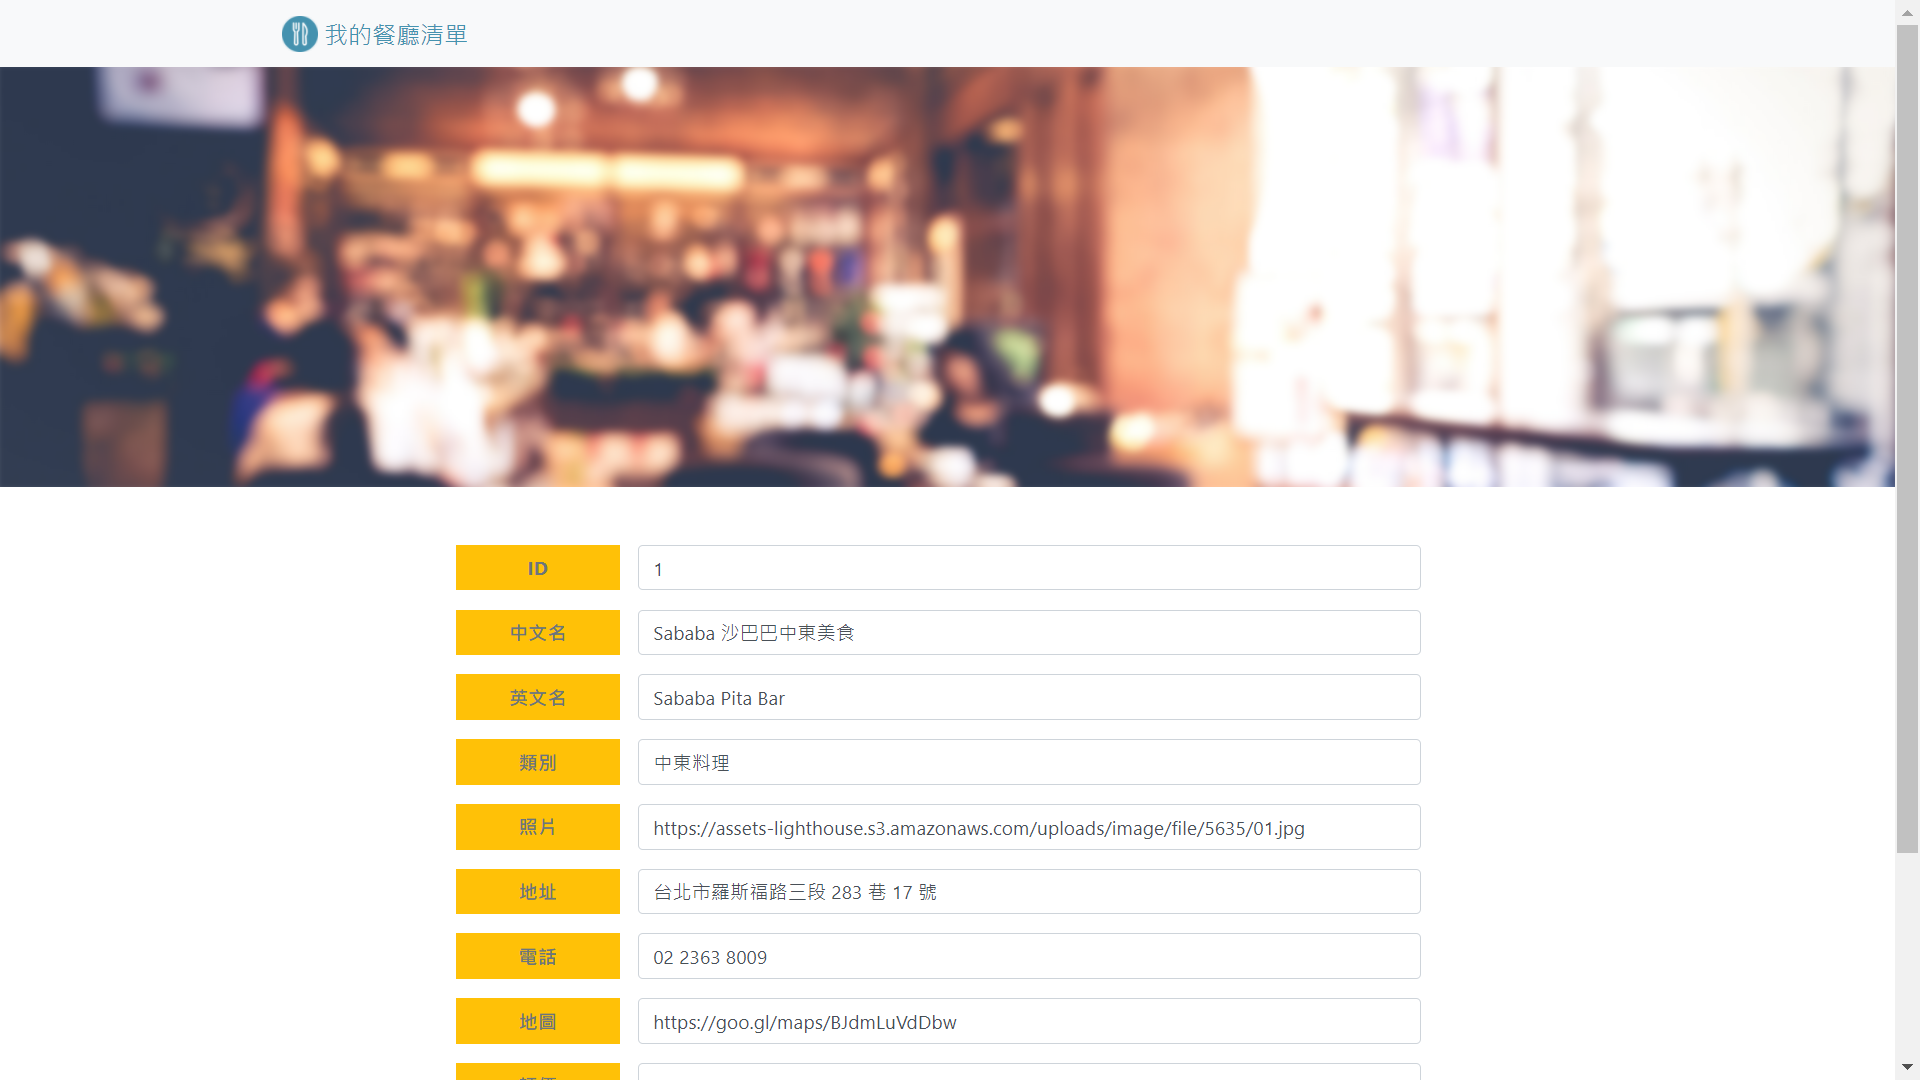 我的餐廳清單
ID
1
中文名
Sababa 沙巴巴中東美食
英文名
Sababa Pita Bar
類別
中東料理
照片
https://assets-lighthouse.s3.amazonaws.com/uploads/image/file/5635/01.jpg
地址
台北市羅斯福路三段 283 巷 17 號
電話
02 2363 8009
地圖
https://goo.gl/maps/BJdmLuVdDbw